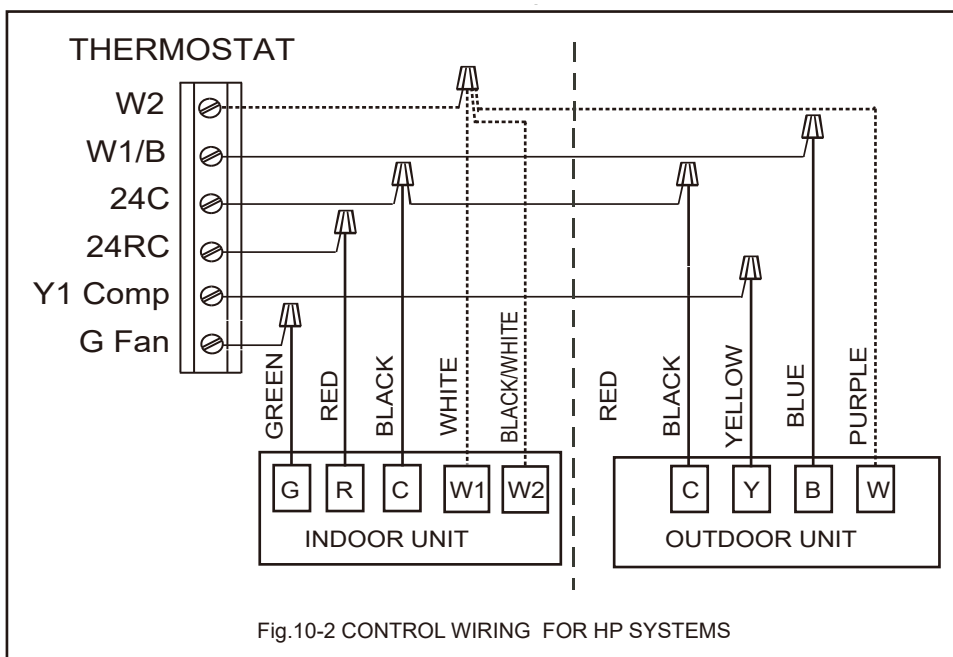 THERMOSTAT
W2
W1/B
24C
24RC
Y1 Comp
G Fan
GREEN
RED
BLACK
WHITE
BLACK/WHITE
RED
BLACK
YELLOW
BLUE
PURPLE
G R C W1 W2
INDOOR UNIT
C Y B W
OUTDOOR UNIT
Fig.10-2 CONTROL WIRING FOR HP SYSTEMS